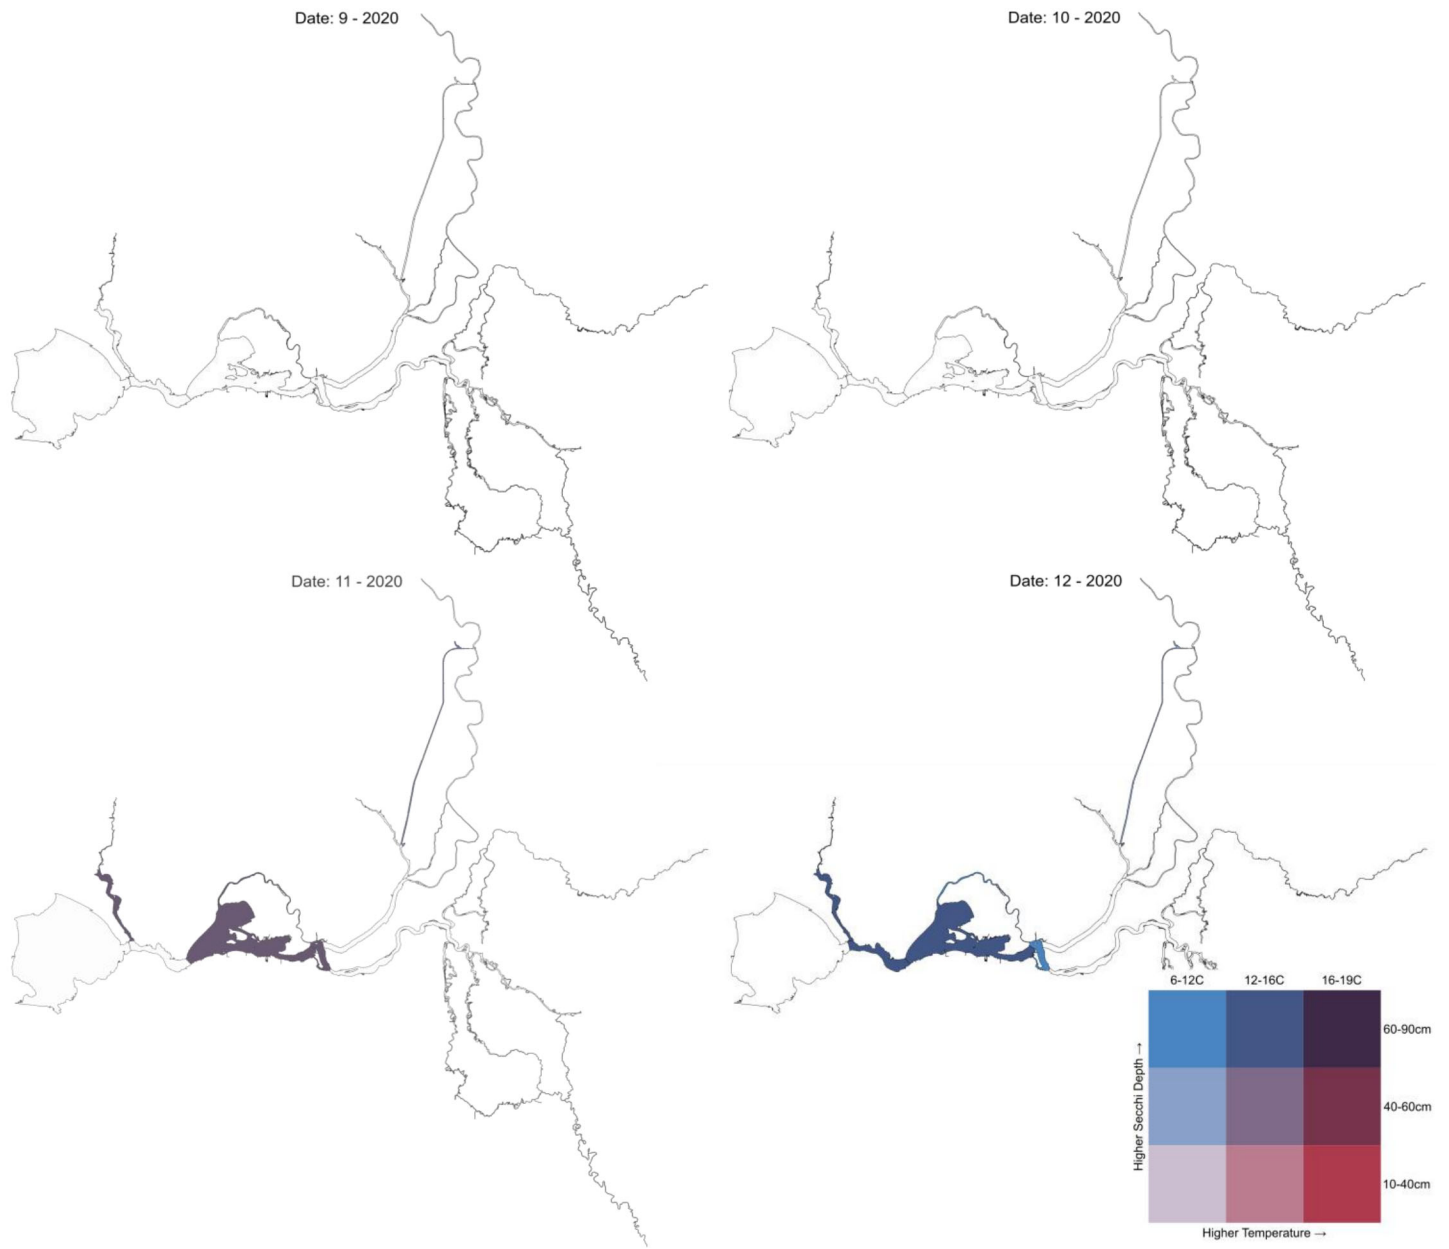 Date: 9 - 2020
Date: 10 - 2020
Date: 11 - 2020
Date: 12 - 2020
6-12C 12-16C 16-19C
60-90cm
40-60cm
10-40cm
Higher Secchi Depth →
Higher Temperature →